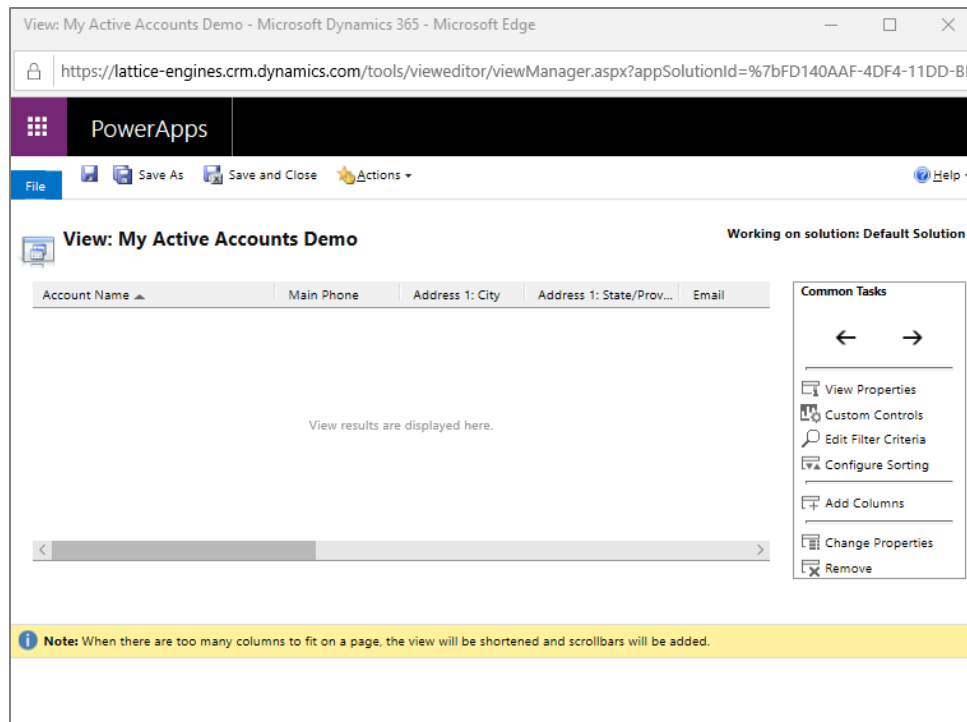 View: My Active Accounts Demo - Microsoft Dynamics 365 - Microsoft Edge
https://lattice-engines.crm.dynamics.com/tools/vieweditor/viewManager.aspx?appSolutionId=%7bFD140AAF-4DF4-11DD-B
PowerApps
File Save As Save and Close Actions Help
View: My Active Accounts Demo
Working on solution: Default Solution
Account Name Main Phone Address 1: City Address 1: State/Prov... Email
View results are displayed here.
Common Tasks
View Properties
Custom Controls
Edit Filter Criteria
Configure Sorting
Add Columns
Change Properties
Remove
Note: When there are too many columns to fit on a page, the view will be shortened and scrollbars will be added.